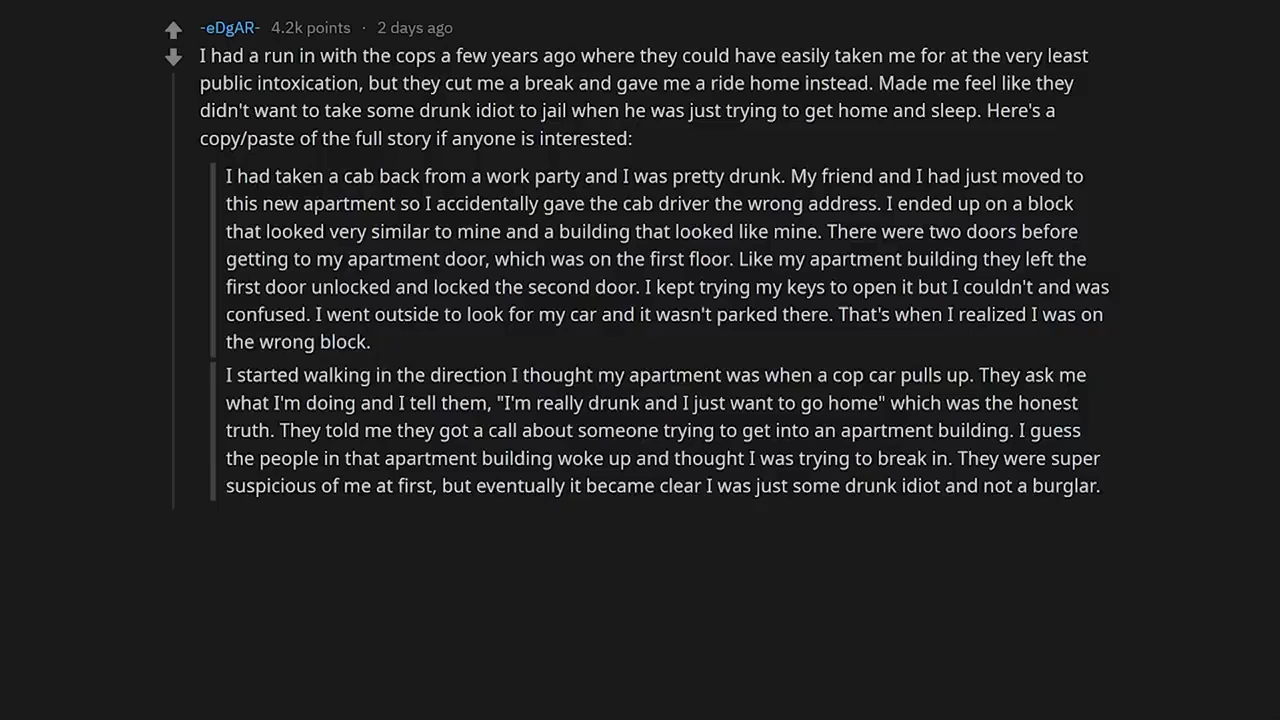 -eDgAR- 4.2k points · 2 days ago
I had a run in with the cops a few years ago where they could have easily taken me for at the very least
public intoxication, but they cut me a break and gave me a ride home instead. Made me feel like they
didn't want to take some drunk idiot to jail when he was just trying to get home and sleep. Here's a
copy/paste of the full story if anyone is interested:
I had taken a cab back from a work party and I was pretty drunk. My friend and I had just moved to
this new apartment so I accidentally gave the cab driver the wrong address. I ended up on a block
that looked very similar to mine and a building that looked like mine. There were two doors before
getting to my apartment door, which was on the first floor. Like my apartment building they left the
first door unlocked and locked the second door. I kept trying my keys to open it but I couldn't and was
confused. I went outside to look for my car and it wasn't parked there. That's when I realized I was on
the wrong block.
I started walking in the direction I thought my apartment was when a cop car pulls up. They ask me
what I'm doing and I tell them, "I'm really drunk and I just want to go home" which was the honest
truth. They told me they got a call about someone trying to get into an apartment building. I guess
the people in that apartment building woke up and thought I was trying to break in. They were super
suspicious of me at first, but eventually it became clear I was just some drunk idiot and not a burglar.